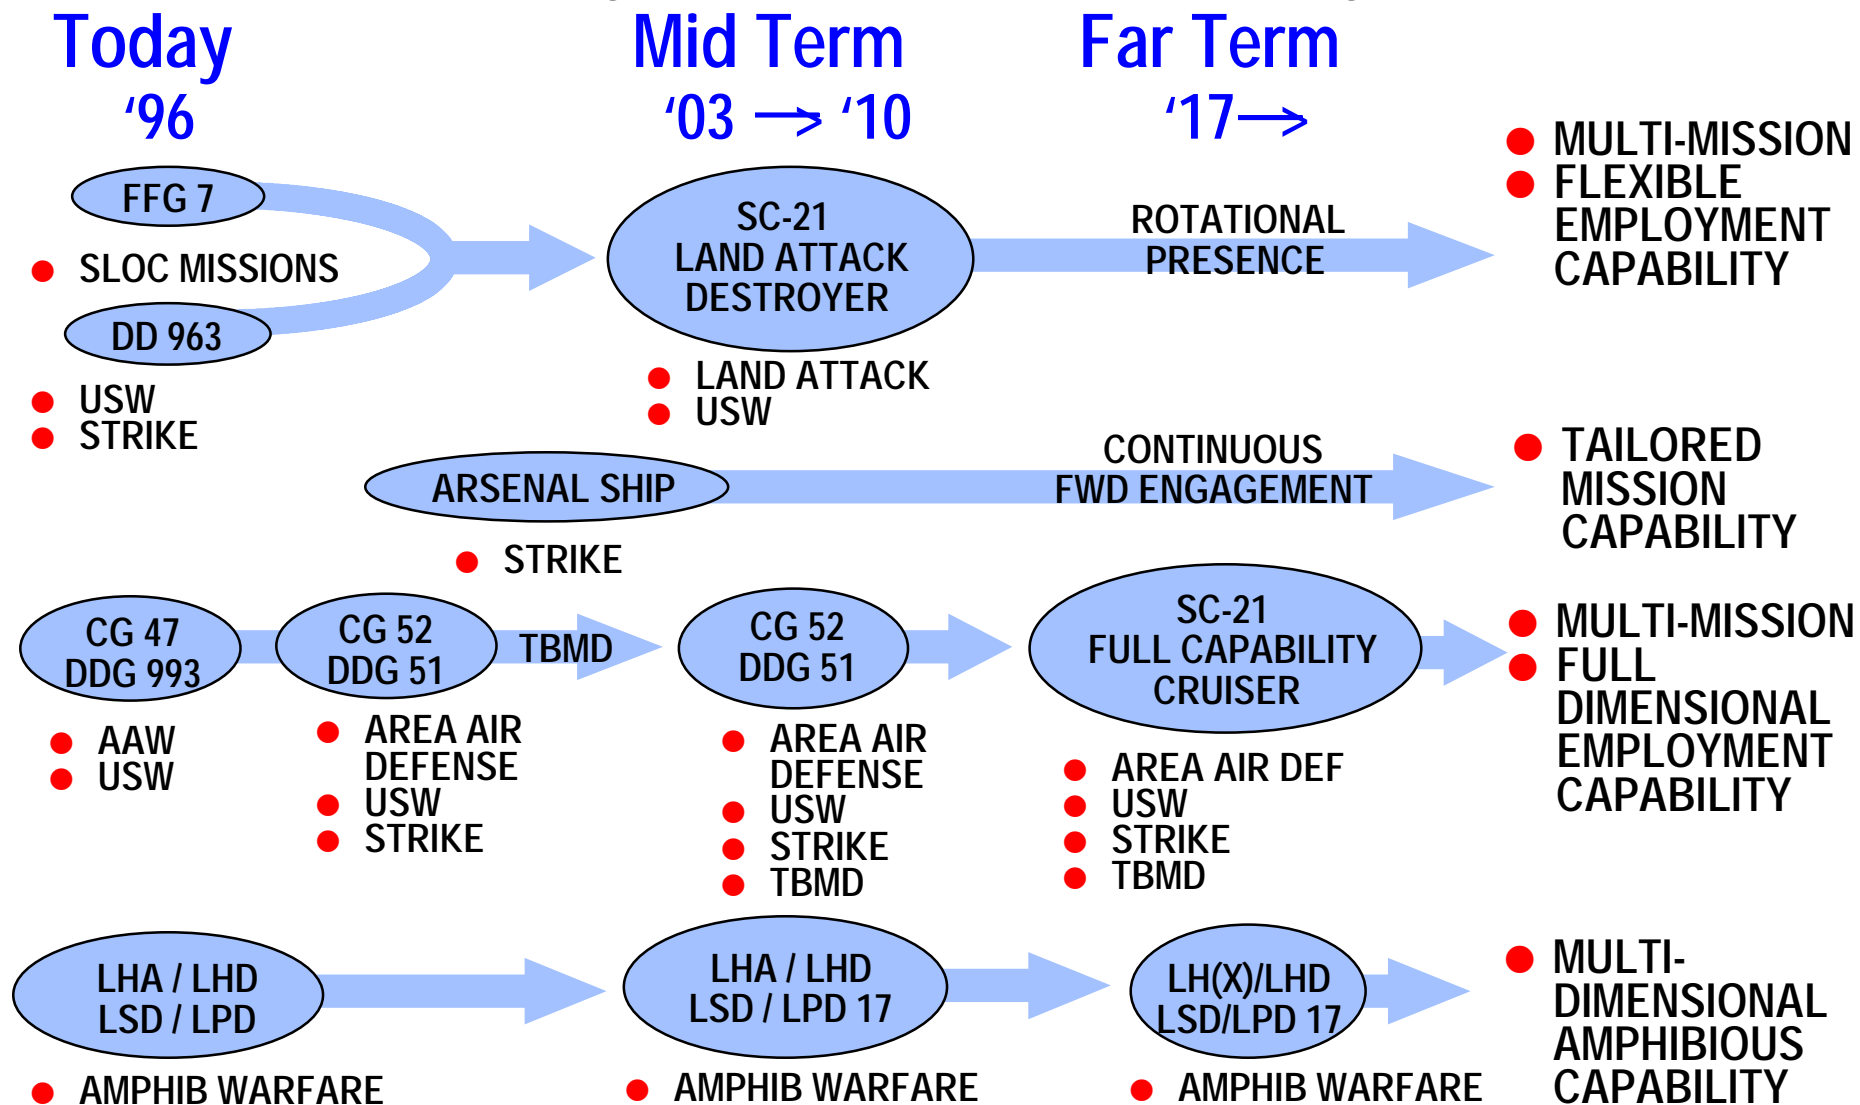 Today
Mid Term
Far Term
‘96
‘03 → ‘10
‘17→
FFG 7
SLOC MISSIONS
DD 963
USW
STRIKE
SC-21
LAND ATTACK
DESTROYER
LAND ATTACK
USW
ROTATIONAL
PRESENCE
MULTI-MISSION
FLEXIBLE
EMPLOYMENT
CAPABILITY
ARSENAL SHIP
STRIKE
CONTINUOUS
FWD ENGAGEMENT
TAILORED
MISSION
CAPABILITY
CG 47
DDG 993
AAW
USW
CG 52
DDG 51
AREA AIR
DEFENSE
USW
STRIKE
TBMD
CG 52
DDG 51
AREA AIR
DEFENSE
USW
STRIKE
TBMD
SC-21
FULL CAPABILITY
CRUISER
AREA AIR DEF
USW
STRIKE
TBMD
MULTI-MISSION
FULL
DIMENSIONAL
EMPLOYMENT
CAPABILITY
LHA / LHD
LSD / LPD
AMPHIB WARFARE
LHA / LHD
LSD / LPD 17
AMPHIB WARFARE
LH(X)/LHD
LSD/LPD 17
AMPHIB WARFARE
MULTI-
DIMENSIONAL
AMPHIBIOUS
CAPABILITY